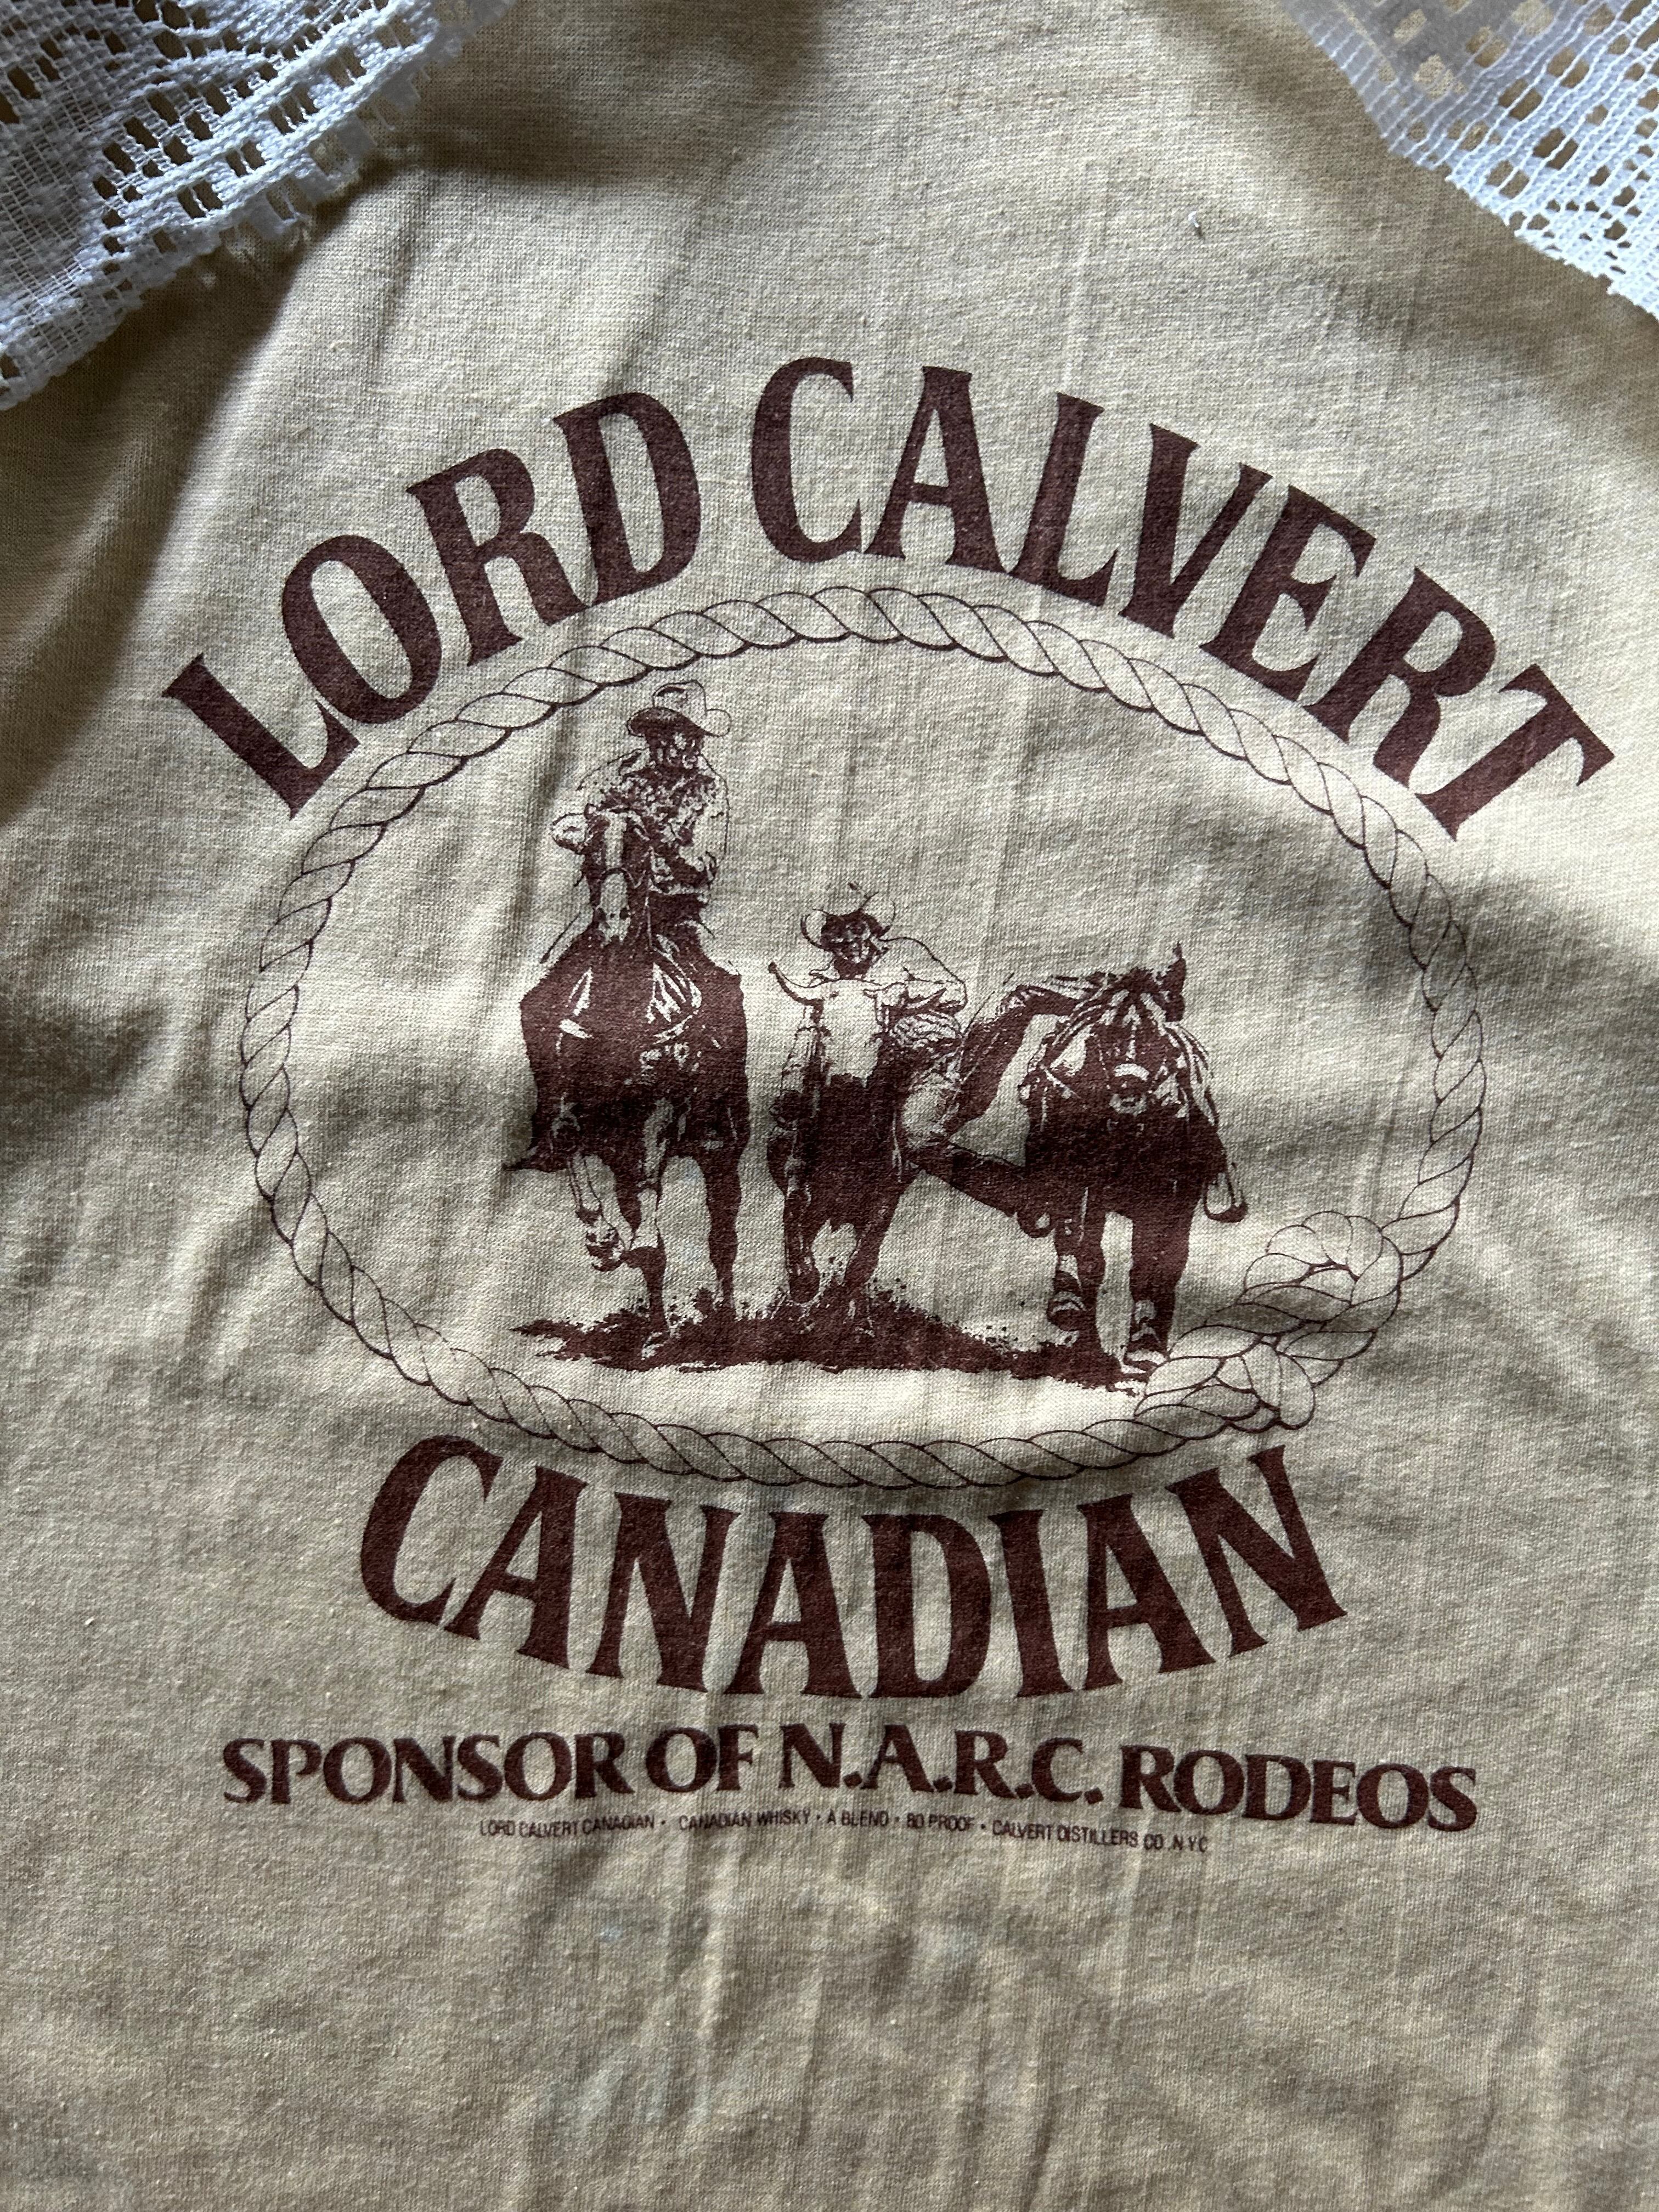 LORD CALVERT
CANADIAN
SPONSOR OF N.A.R.C. RODEOS
LORD CALVERT CANADIAN • CANADIAN WHISKY • A BLEND • 80 PROOF • CALVERT DISTILLERS CO. N Y C